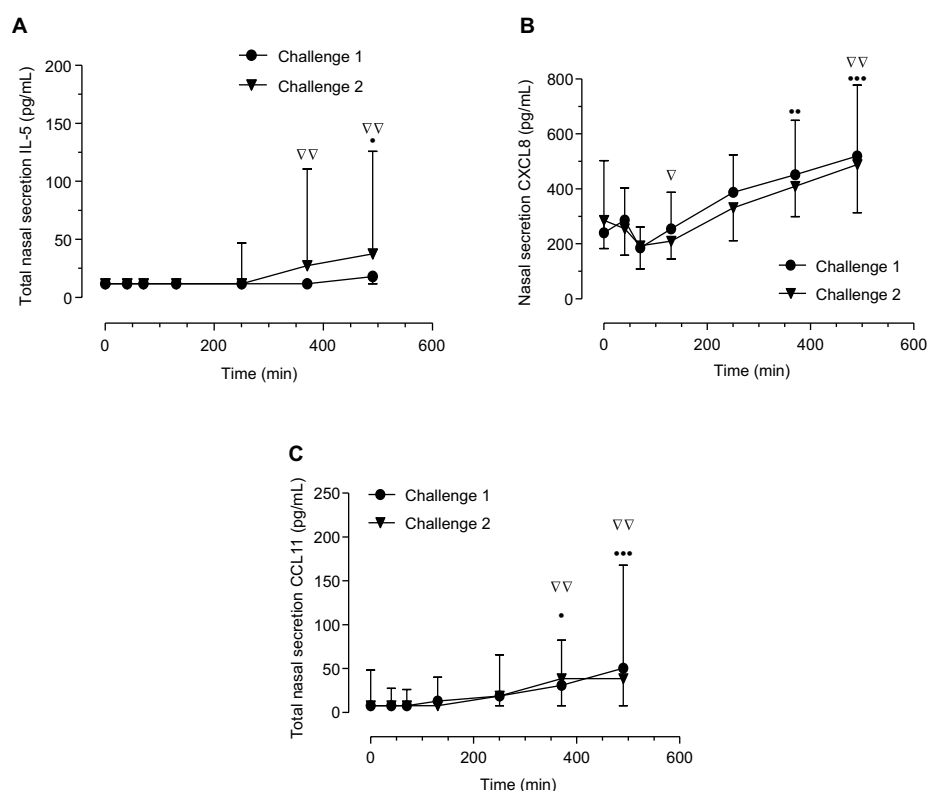 A
Total nasal secretion IL-5 (pg/mL)
Challenge 1
Challenge 2
200
150
100
50
0
0 200 400 600
Time (min)
B
Nasal secretion CXCL8 (pg/mL)
800
600
400
200
0
Challenge 1
Challenge 2
0 200 400 600
Time (min)
C
Total nasal secretion CCL11 (pg/mL)
250
200
150
100
50
0
Challenge 1
Challenge 2
0 200 400 600
Time (min)